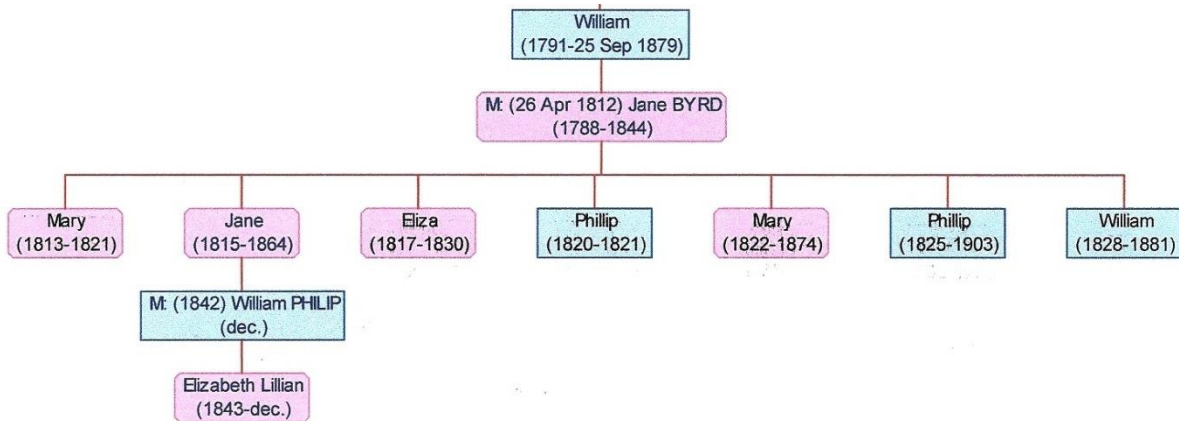 William
(1791-25 Sep 1879)
M: (26 Apr 1812) Jane BYRD
(1788-1844)
Mary
(1813-1821)
Jane
(1815-1864)
Eliza
(1817-1830)
Phillip
(1820-1821)
Mary
(1822-1874)
Phillip
(1825-1903)
William
(1828-1881)
M: (1842) William PHILIP
(dec.)
Elizabeth Lillian
(1843-dec.)